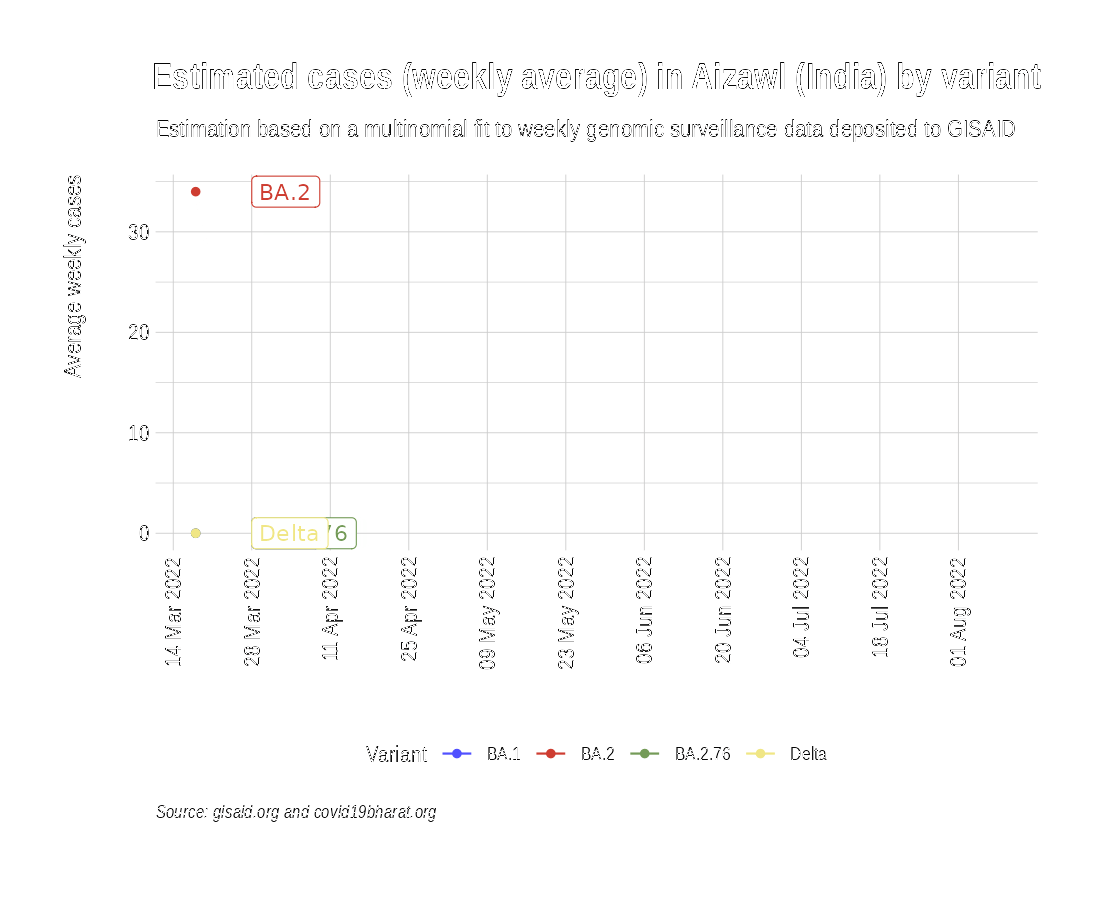 Estimated cases (weekly average) in Aizawl (India) by variant
Estimation based on a multinomial fit to weekly genomic surveillance data deposited to GISAID
Average weekly cases
30
20
10
0
BA.2
Delta
76
14 Mar 2022
28 Mar 2022
11 Apr 2022
25 Apr 2022
09 May 2022
23 May 2022
06 Jun 2022
20 Jun 2022
04 Jul 2022
18 Jul 2022
01 Aug 2022
Variant BA.1 BA.2 BA.2.76 Delta
Source: gisaid.org and covid19bharat.org